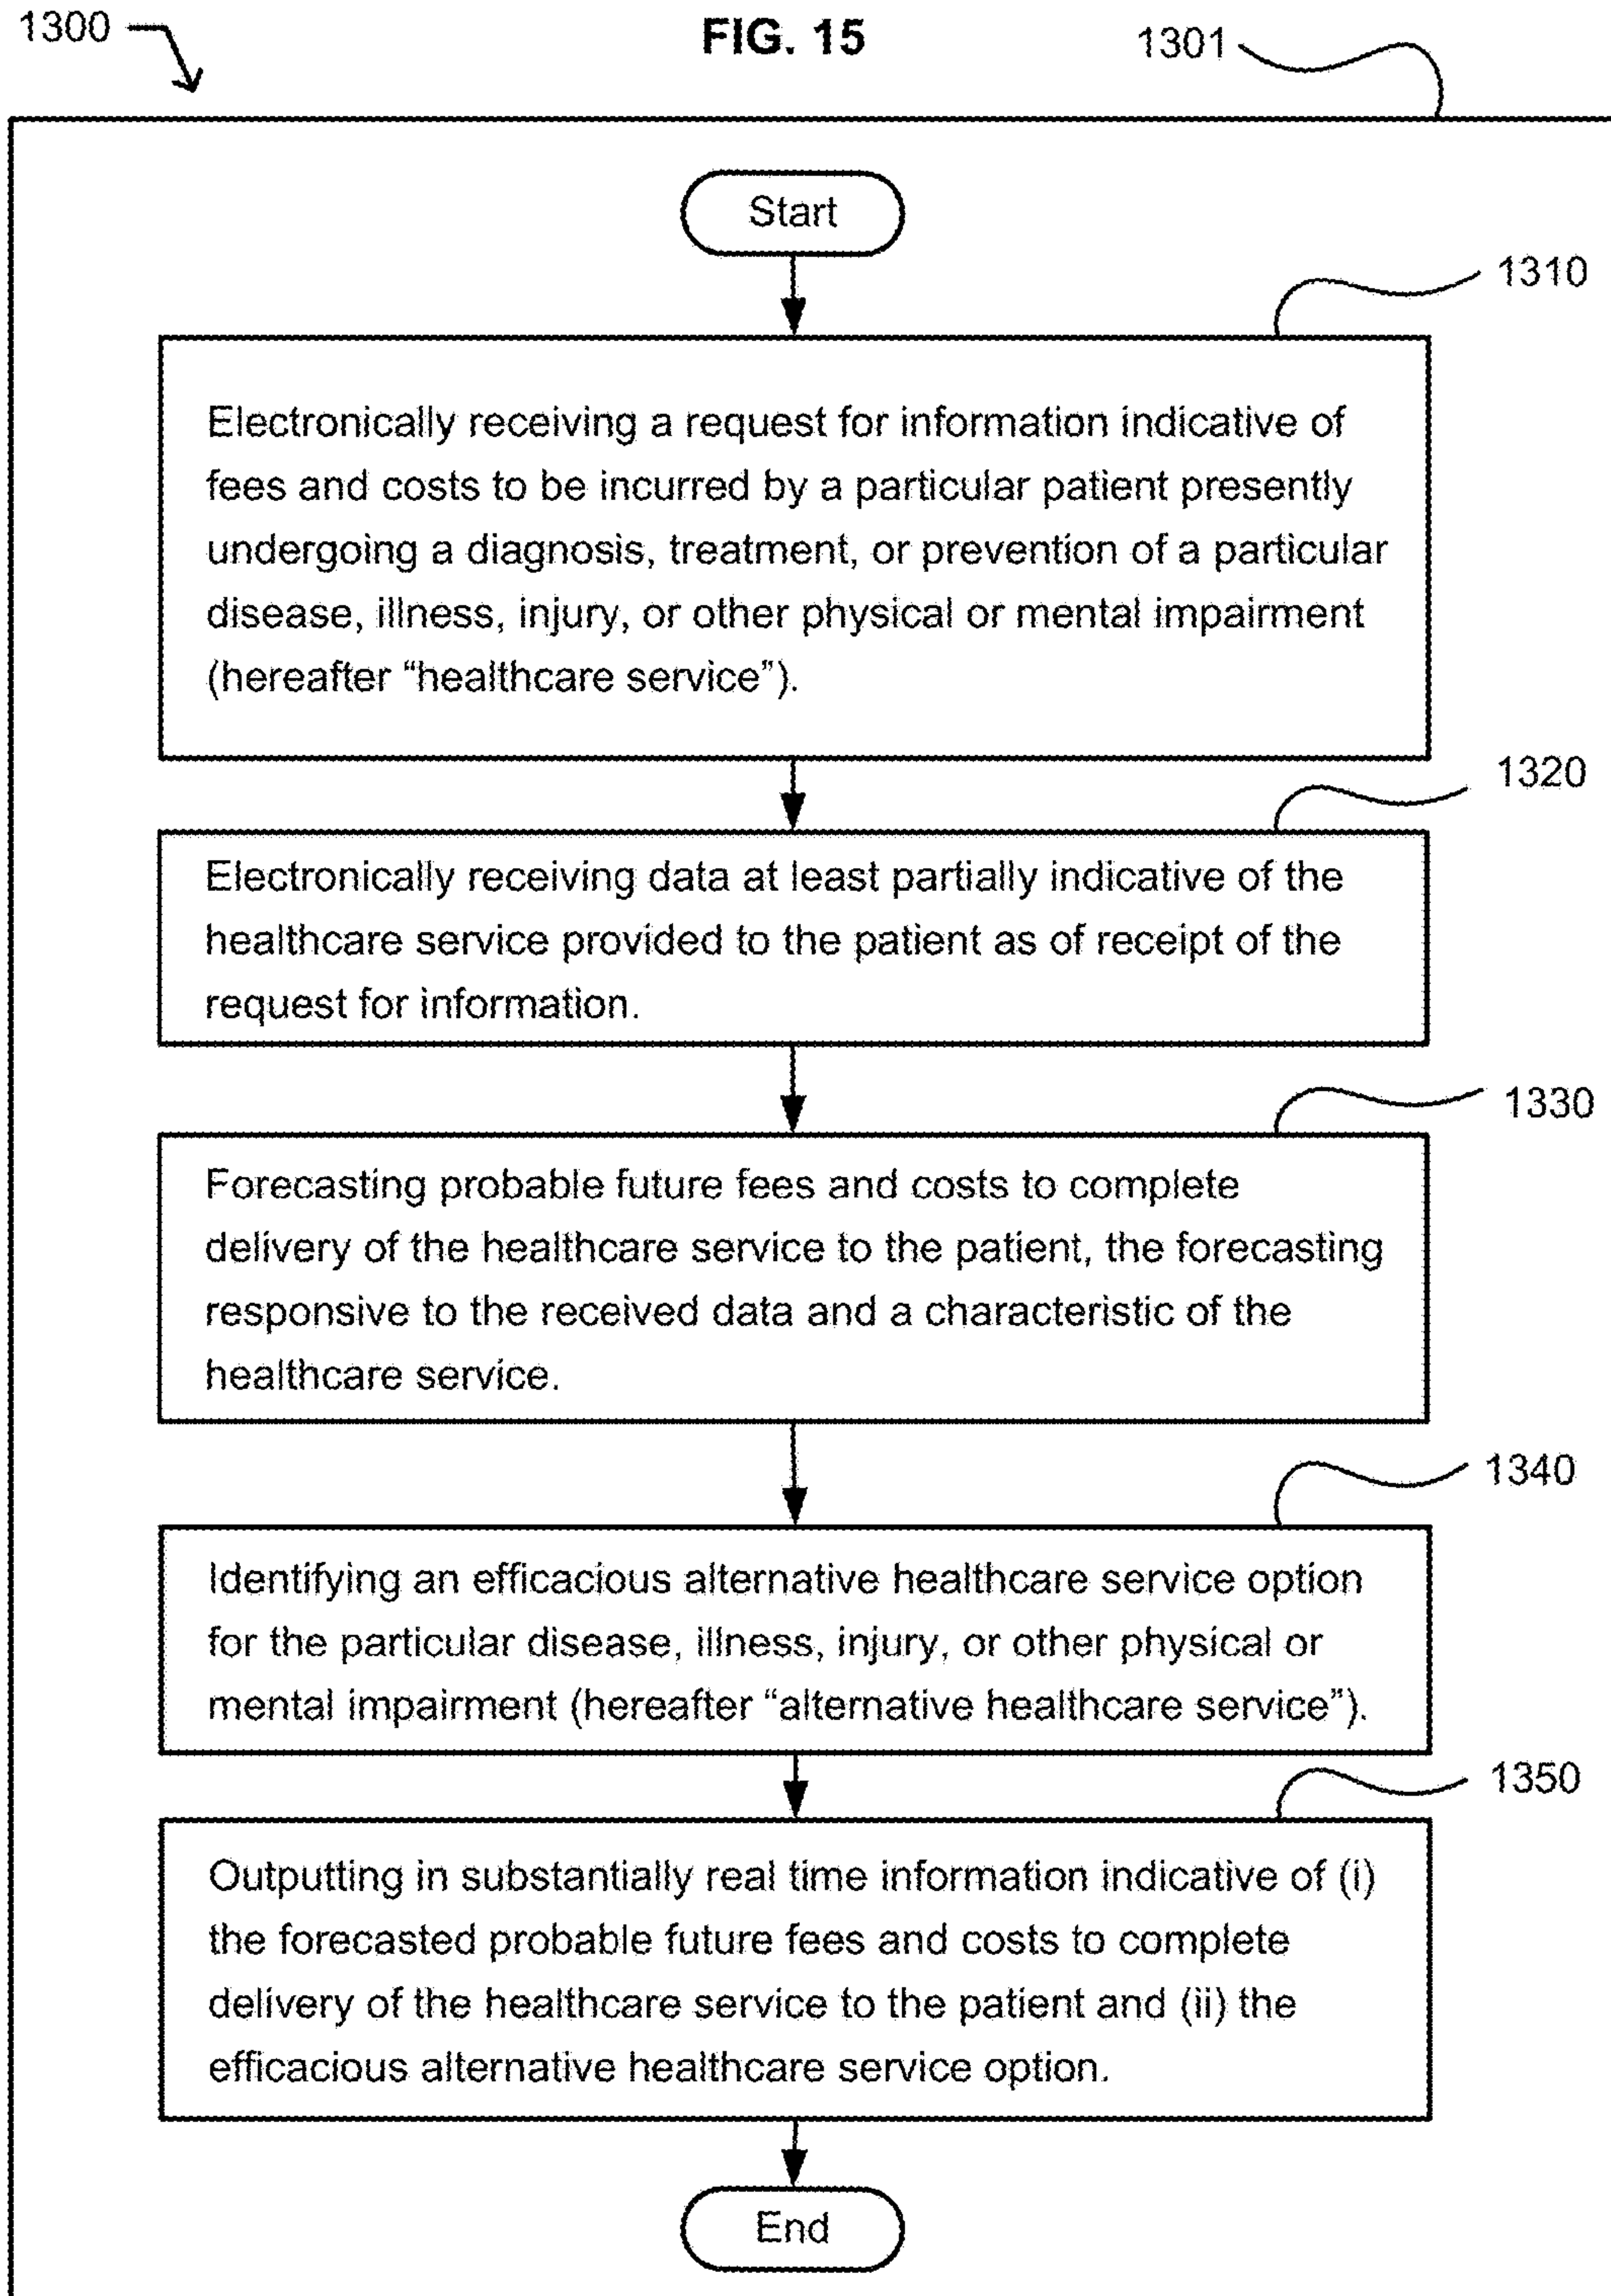 1300
FIG. 15
1301
Start
1310
Electronically receiving a request for information indicative of
fees and costs to be incurred by a particular patient presently
undergoing a diagnosis, treatment, or prevention of a particular
disease, illness, injury, or other physical or mental impairment
(hereafter “healthcare service”).
1320
Electronically receiving data at least partially indicative of the
healthcare service provided to the patient as of receipt of the
request for information.
1330
Forecasting probable future fees and costs to complete
delivery of the healthcare service to the patient, the forecasting
responsive to the received data and a characteristic of the
healthcare service.
1340
Identifying an efficacious alternative healthcare service option
for the particular disease, illness, injury, or other physical or
mental impairment (hereafter “alternative healthcare service”).
1350
Outputting in substantially real time information indicative of (i)
the forecasted probable future fees and costs to complete
delivery of the healthcare service to the patient and (ii) the
efficacious alternative healthcare service option.
End